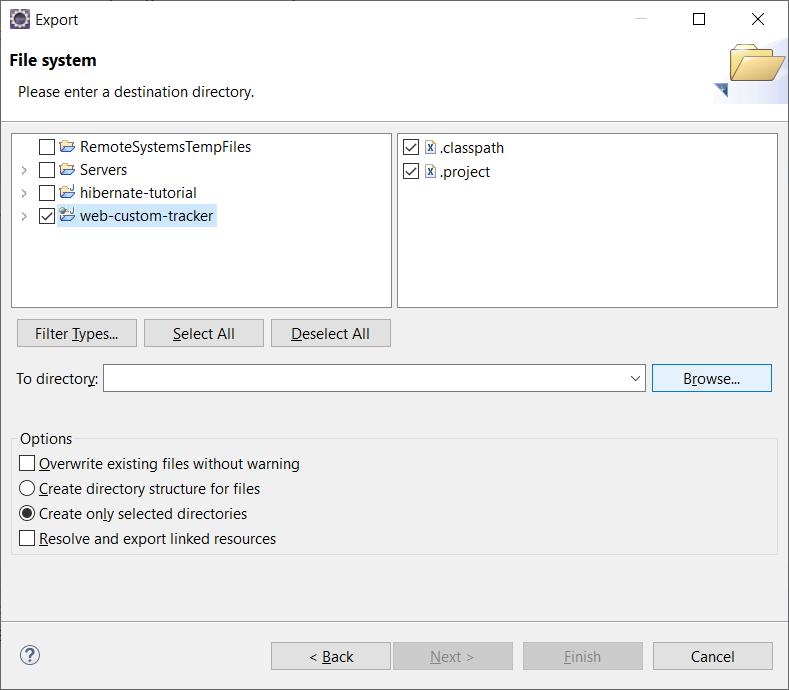 Export
File system
Please enter a destination directory.
RemoteSystemsTempFiles
Servers
hibernate-tutorial
web-custom-tracker
.classpath
.project
Filter Types... Select All Deselect All
To directory: Browse...
Options
Overwrite existing files without warning
Create directory structure for files
Create only selected directories
Resolve and export linked resources
? < Back Next > Finish Cancel